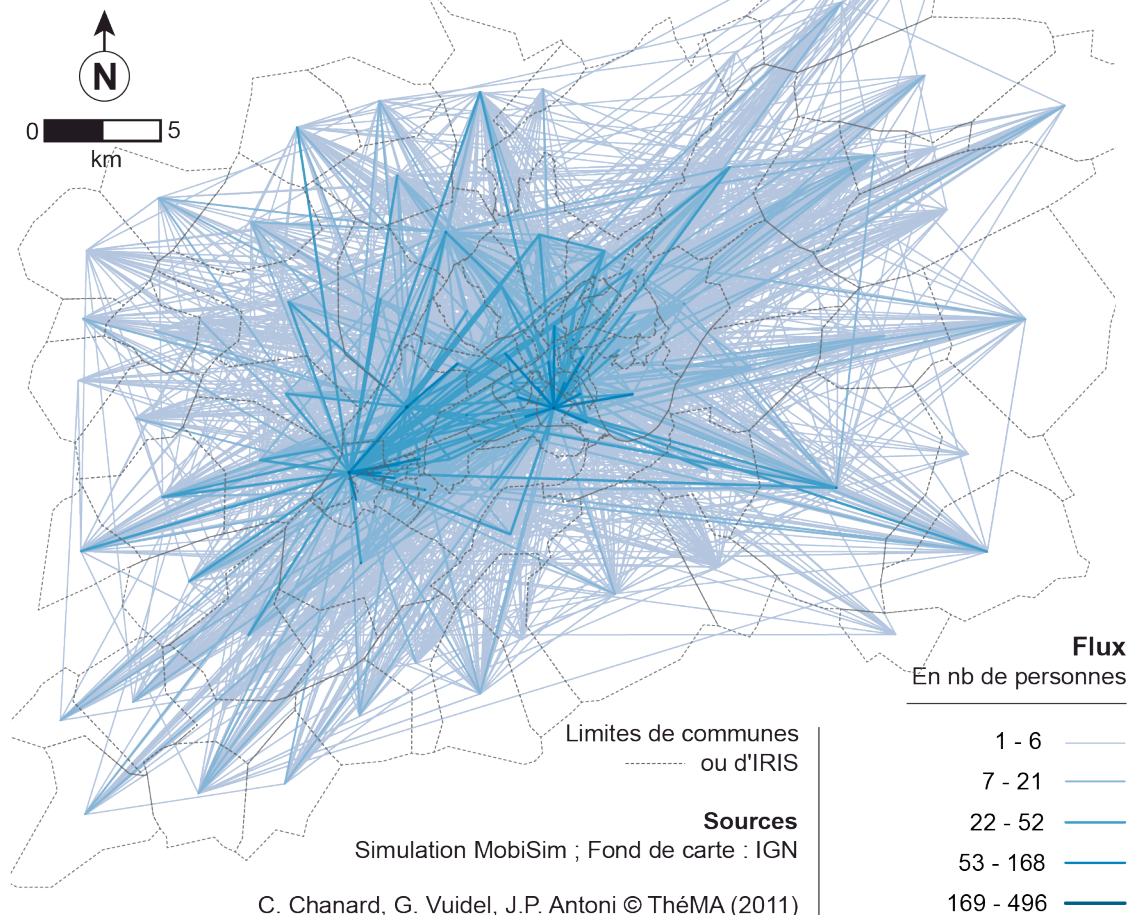 N
0 5
km
Flux
En nb de personnes
1 - 6
7 - 21
22 - 52
53 - 168
169 - 496
Limites de communes
ou d'IRIS
Sources
Simulation MobiSim ; Fond de carte : IGN
C. Chanard, G. Vuidel, J.P. Antoni © ThéMA (2011)